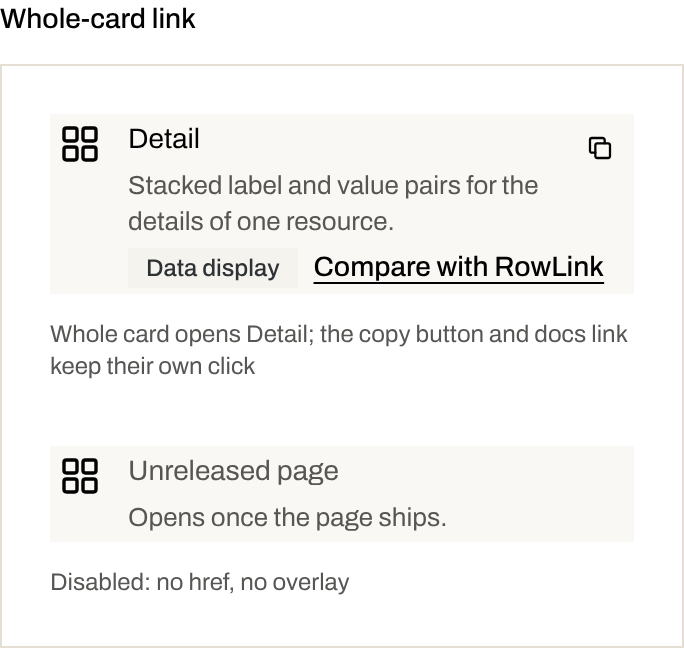 Whole-card link
Detail
Stacked label and value pairs for the
details of one resource.
Data display Compare with RowLink
Whole card opens Detail; the copy button and docs link
keep their own click
Unreleased page
Opens once the page ships.
Disabled: no href, no overlay